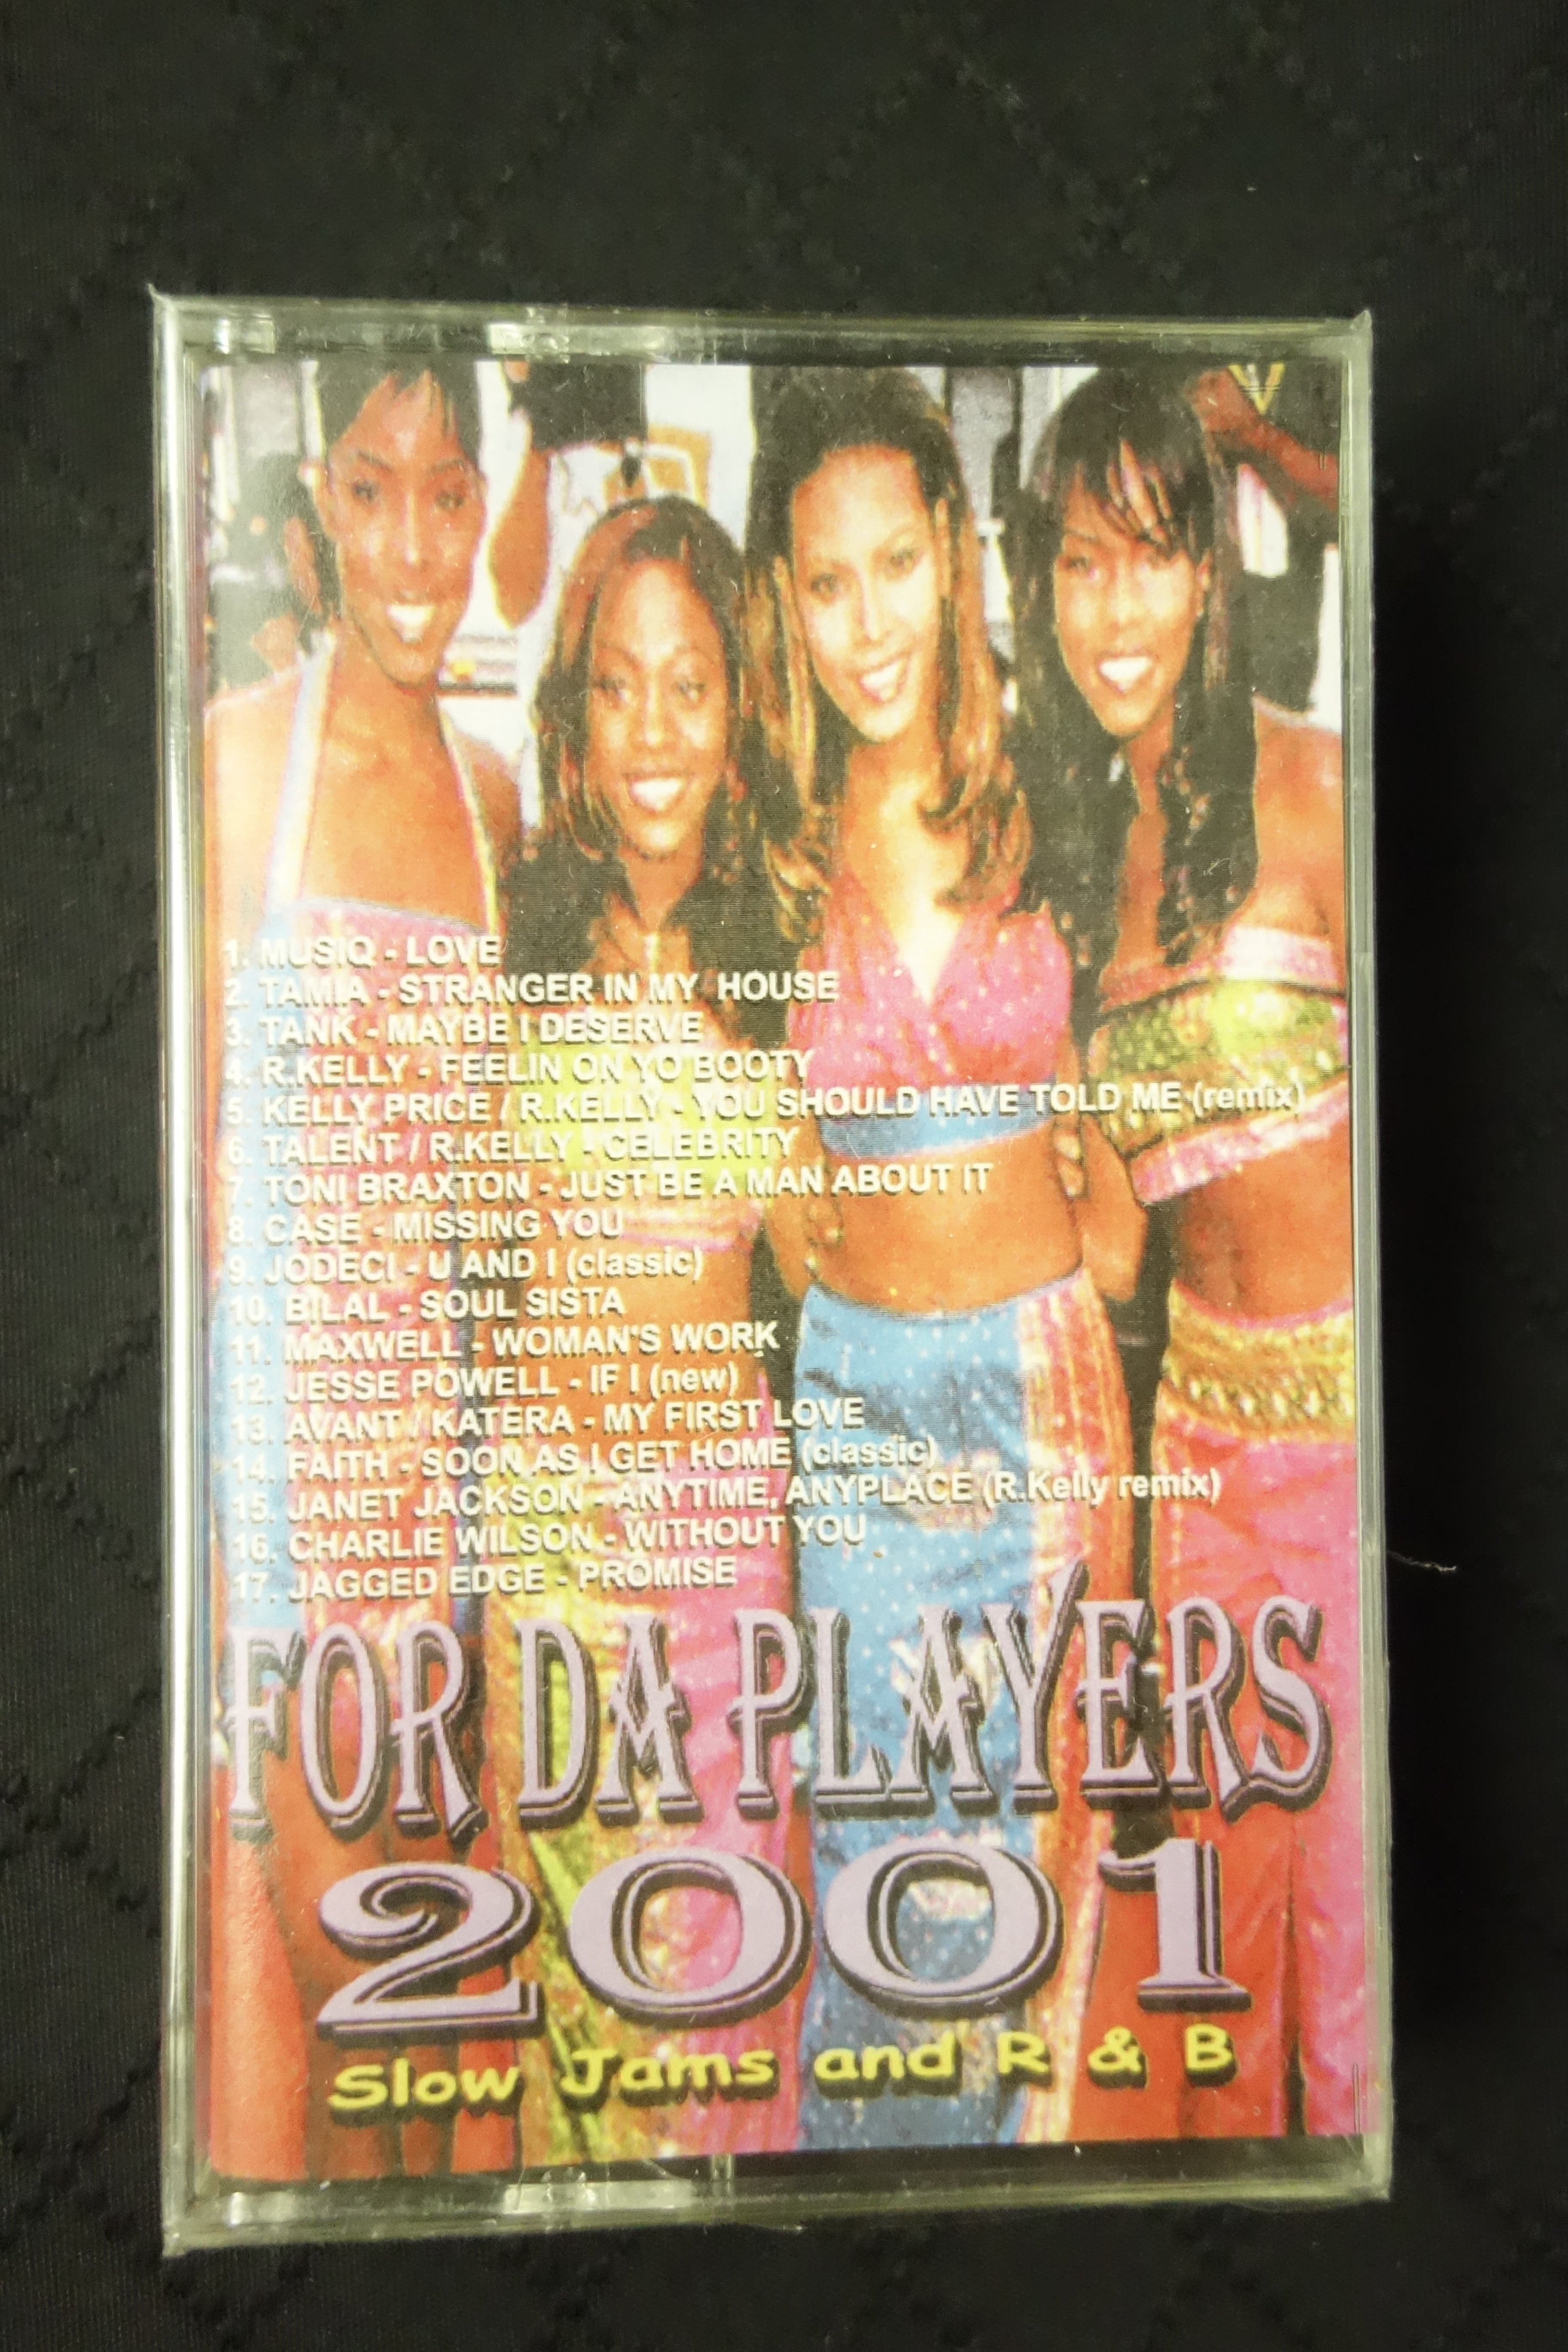 1. MUSIQ - LOVE
2. TAMIA - STRANGER IN MY HOUSE
3. TANK - MAYBE I DESERVE
4. R.KELLY - FEELIN ON YO BOOTY
5. KELLY PRICE / R.KELLY - YOU SHOULD HAVE TOLD ME (remix)
6. TALENT / R.KELLY - CELEBRITY
7. TONI BRAXTON - JUST BE A MAN ABOUT IT
8. CASE - MISSING YOU
9. JODECI - U AND I (classic)
10. BILAL - SOUL SISTA
11. MAXWELL - WOMAN'S WORK
12. JESSE POWELL - IF I (new)
13. AVANT / KATERA - MY FIRST LOVE
14. FAITH - SOON AS I GET HOME (classic)
15. JANET JACKSON - ANYTIME, ANYPLACE (R.Kelly remix)
16. CHARLIE WILSON - WITHOUT YOU
17. JAGGED EDGE - PROMISE
FOR DA PLAYERS
2001
Slow Jams and R & B